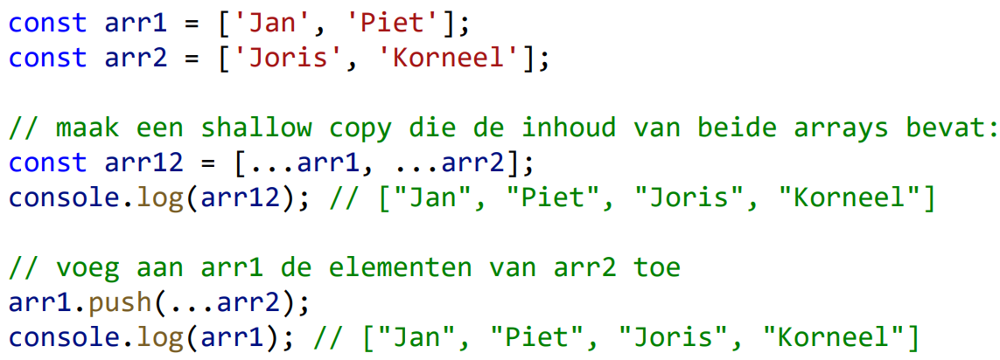 const arr1 = ['Jan', 'Piet'];
const arr2 = ['Joris', 'Korneel'];
// maak een shallow copy die de inhoud van beide arrays bevat:
const arr12 = [...arr1, ...arr2];
console.log(arr12); // ["Jan", "Piet", "Joris", "Korneel"]
// voeg aan arr1 de elementen van arr2 toe
arr1.push(...arr2);
console.log(arr1); // ["Jan", "Piet", "Joris", "Korneel"]